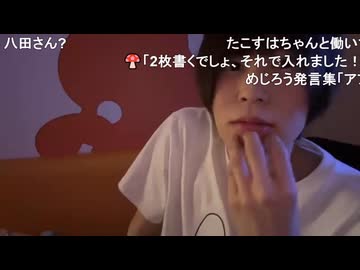 八田さん?
たこすはちゃんと働い
🍄「2枚書くでしょ、それで入れました!
めじろう発言集「ア